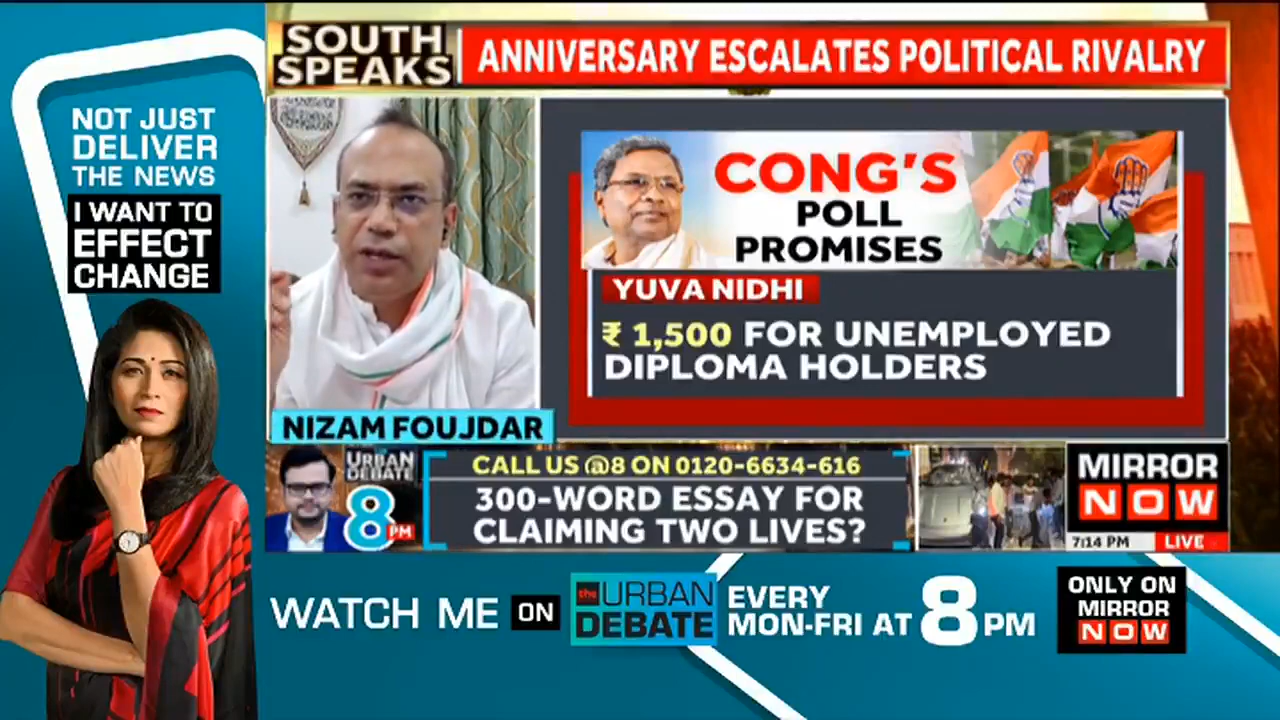 SOUTH
SPEAKS
ANNIVERSARY ESCALATES POLITICAL RIVALRY
NOT JUST
DELIVER
THE NEWS
I WANT TO
EFFECT
CHANGE
CONG'S
POLL
PROMISES
YUVA NIDHI
₹ 1,500 FOR UNEMPLOYED
DIPLOMA HOLDERS
NIZAM FOUJDAR
URBAN
DEBATE
8
PM
CALL US @8 ON 0120-6634-616
300-WORD ESSAY FOR
CLAIMING TWO LIVES?
MIRROR
NOW
7:14 PM LIVE
WATCH ME ON
the URBAN
DEBATE
EVERY
MON-FRI AT 8 PM
ONLY ON
MIRROR
NOW